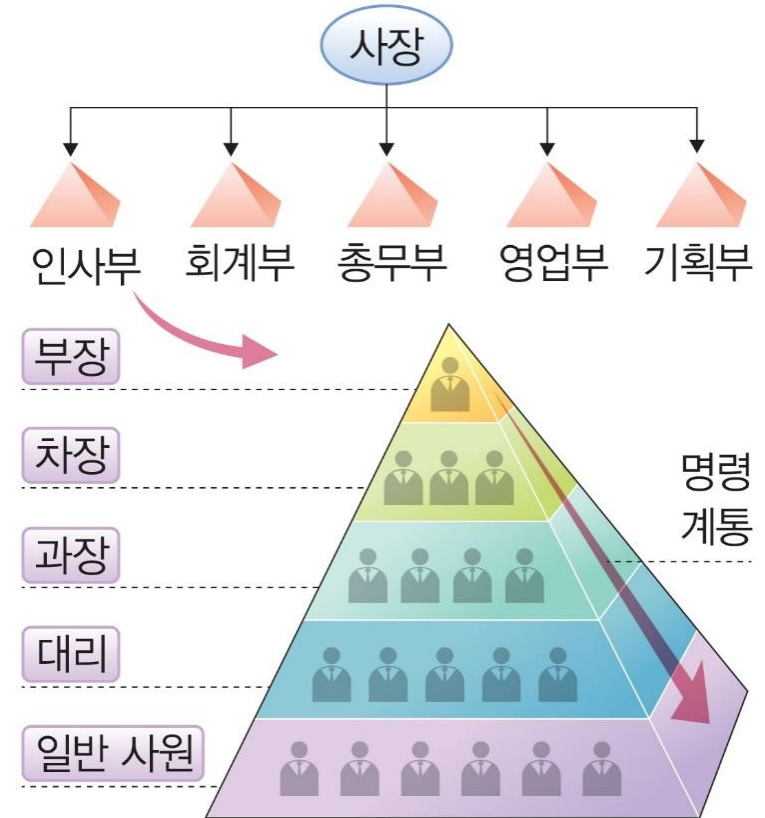 사장
인사부 회계부 총무부 영업부 기획부
부장
차장
과장
대리
일반 사원
명령
계통